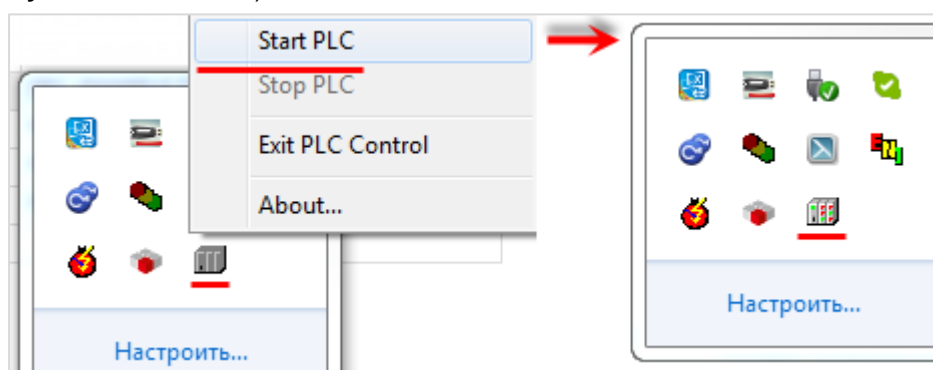 Start PLC
Stop PLC
Exit PLC Control
About...
Настроить...
Настроить...